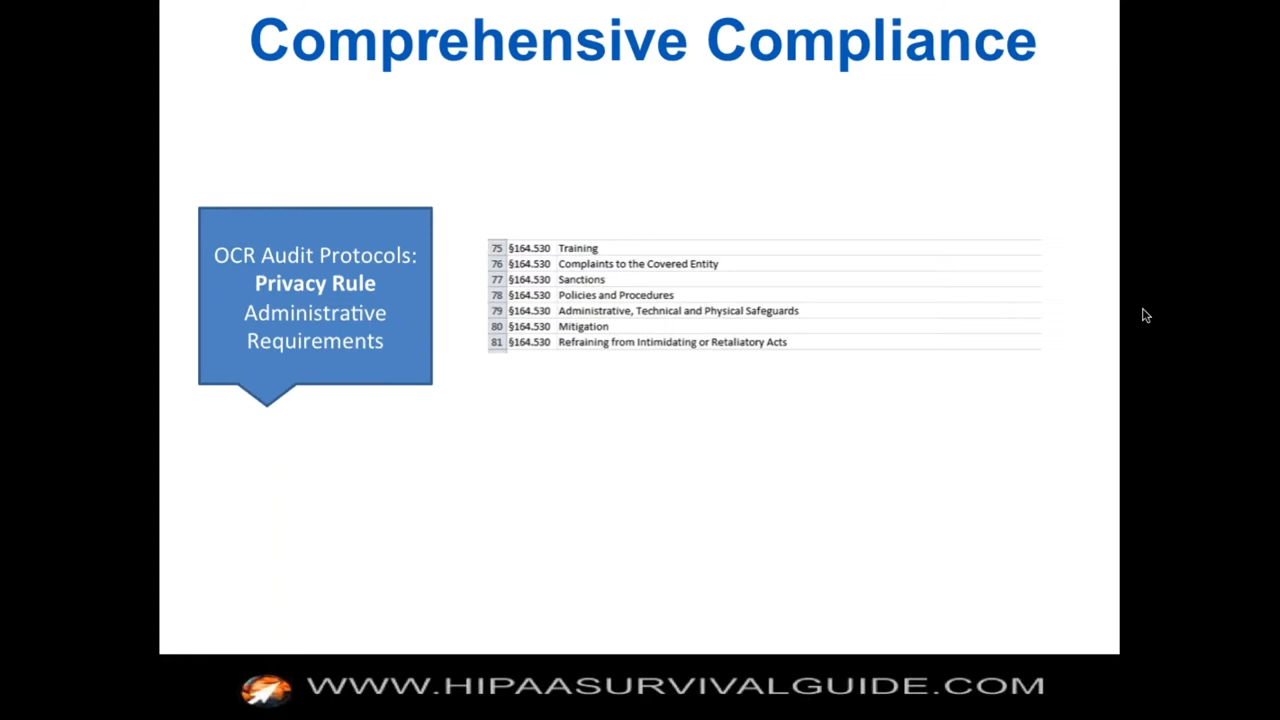 Comprehensive Compliance
OCR Audit Protocols:
Privacy Rule
Administrative
Requirements
75 §164.530 Training
76 §164.530 Complaints to the Covered Entity
77 §164.530 Sanctions
78 §164.530 Policies and Procedures
79 §164.530 Administrative, Technical and Physical Safeguards
80 §164.530 Mitigation
81 §164.530 Refraining from Intimidating or Retaliatory Acts
WWW.HIPAASURVIVALGUIDE.COM